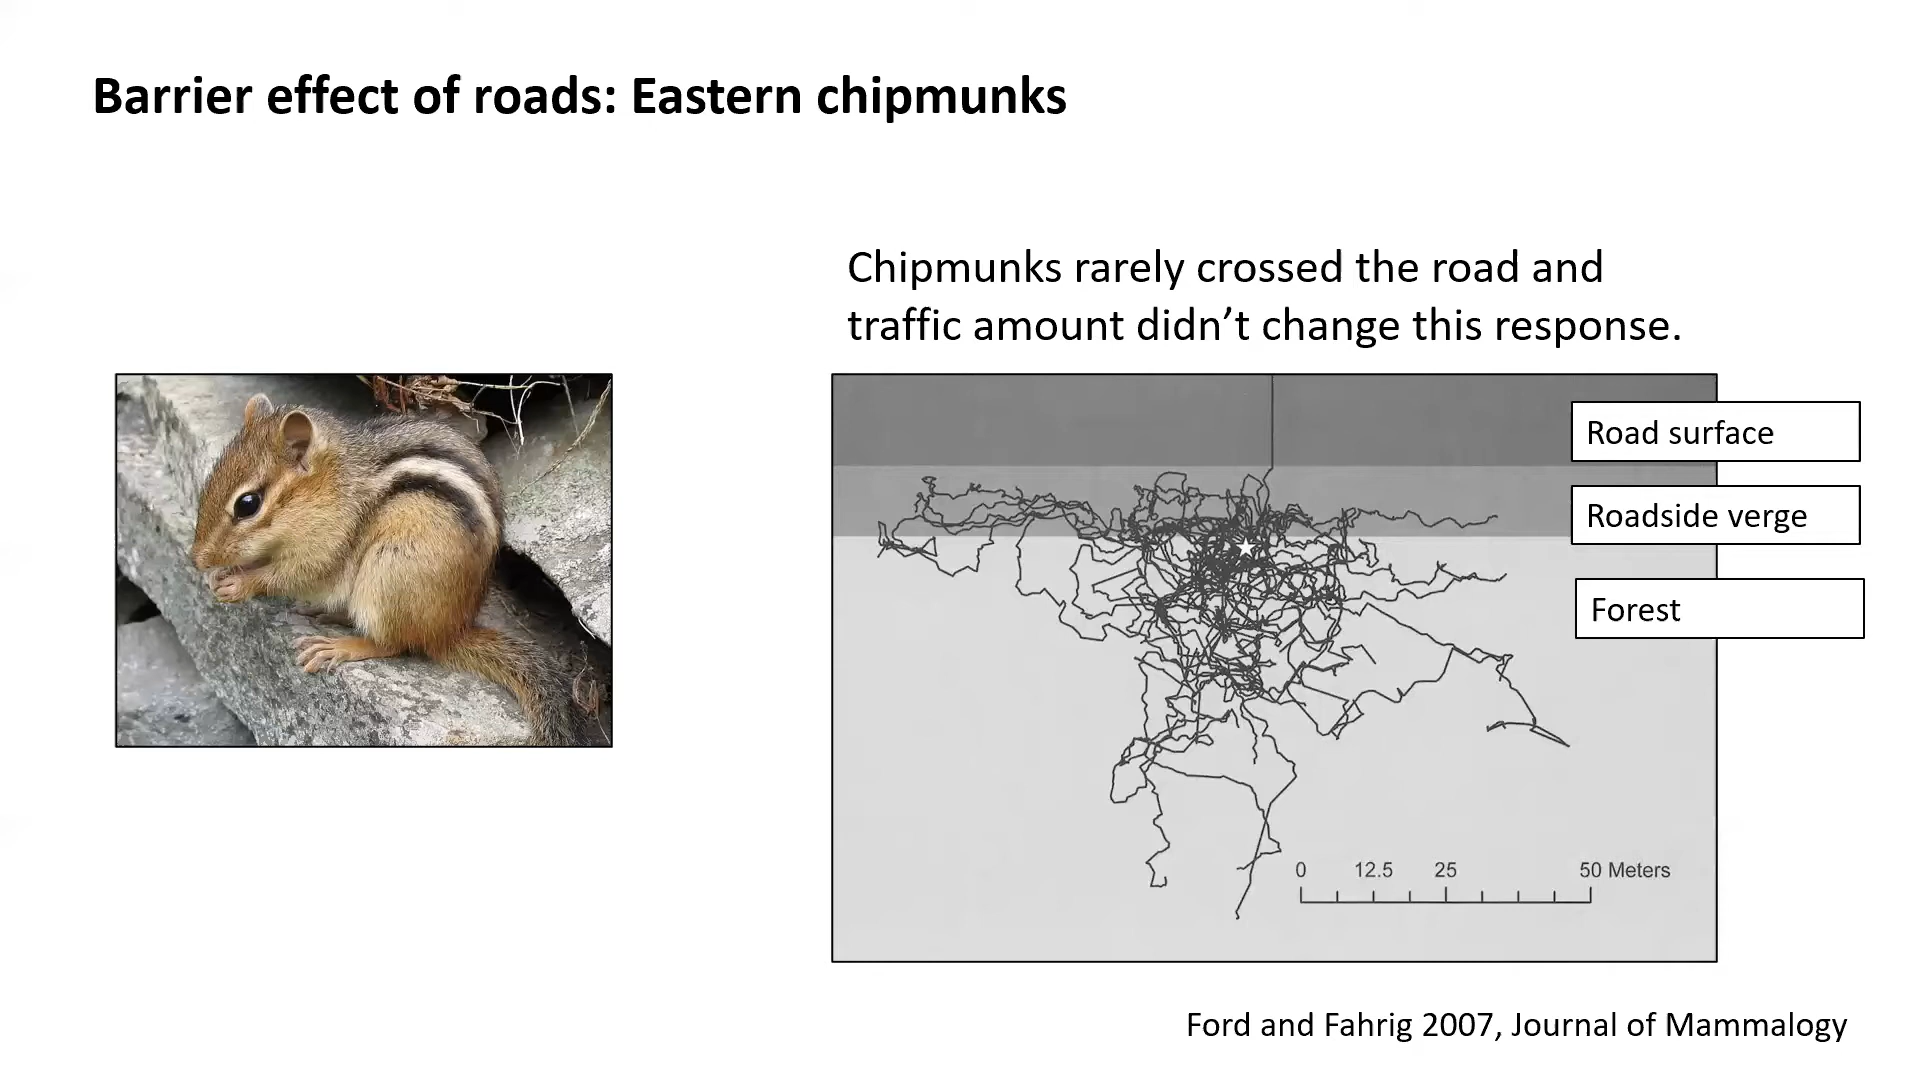 Barrier effect of roads: Eastern chipmunks
Chipmunks rarely crossed the road and
traffic amount didn’t change this response.
Road surface
Roadside verge
Forest
0 12.5 25 50 Meters
Ford and Fahrig 2007, Journal of Mammalogy